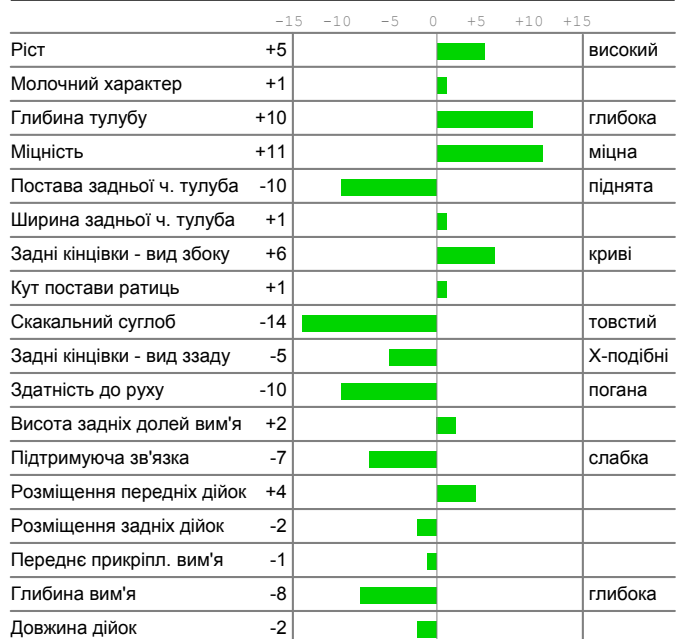 -15 -10 -5 0 +5 +10 +15
Ріст +5 високий
Молочний характер +1
Глибина тулубу +10 глибока
Міцність +11 міцна
Постава задньої ч. тулуба -10 піднята
Ширина задньої ч. тулуба +1
Задні кінцівки - вид збоку +6 криві
Кут постави ратиць +1
Скакальний суглоб -14 товстий
Задні кінцівки - вид ззаду -5 Х-подібні
Здатність до руху -10 погана
Висота задніх долей вим'я +2
Підтримуюча зв'язка -7 слабка
Розміщення передніх дійок +4
Розміщення задніх дійок -2
Переднє прикріпл. вим'я -1
Глибина вим'я -8 глибока
Довжина дійок -2